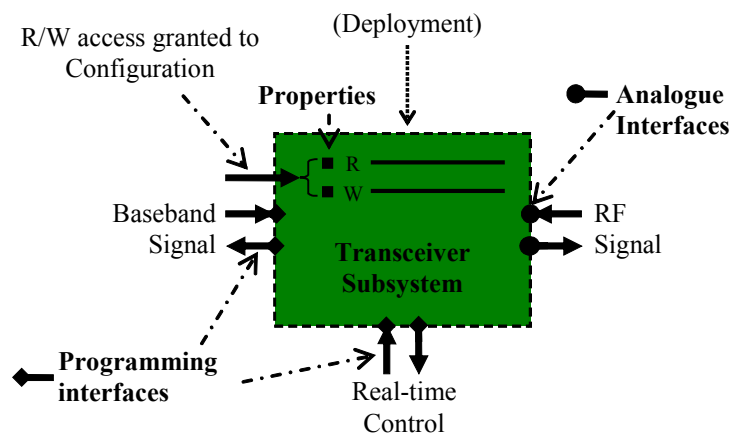 R/W access granted to
Configuration
(Deployment)
Properties
Analogue
Interfaces
R
W
Baseband
Signal
RF
Signal
Transceiver
Subsystem
Programming
interfaces
Real-time
Control